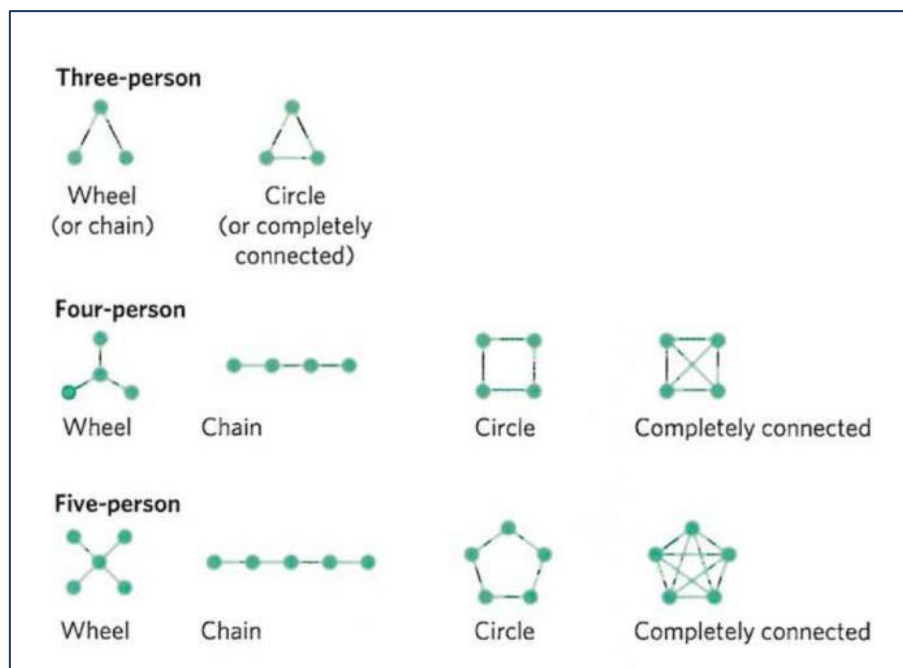 Three-person
Wheel
(or chain)
Circle
(or completely
connected)
Four-person
Wheel
Chain
Circle
Completely connected
Five-person
Wheel
Chain
Circle
Completely connected